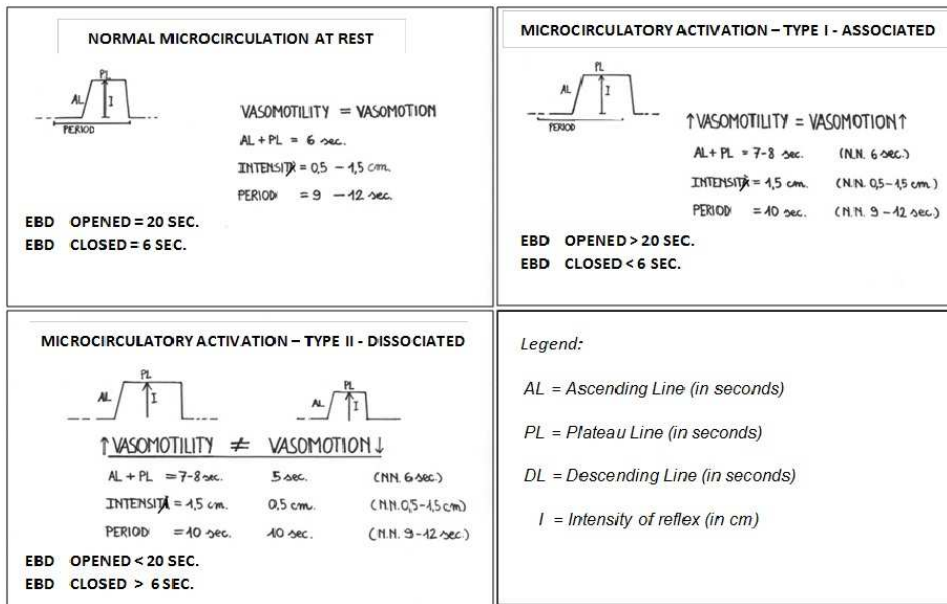 NORMAL MICROCIRCULATION AT REST
PL
AL
I
PERIOD
VASOMOTILITY = VASOMOTION
AL + PL = 6 sec.
INTENSITÀ = 0,5 – 1,5 cm.
PERIOD = 9 – 12 sec.
EBD OPENED = 20 SEC.
EBD CLOSED = 6 SEC.
MICROCIRCULATORY ACTIVATION – TYPE I - ASSOCIATED
PL
AL
I
PERIOD
↑VASOMOTILITY = VASOMOTION↑
AL+PL = 7-8 sec. (N.N. 6 sec.)
INTENSITÀ = 1,5 cm. (N.N. 0,5-1,5 cm)
PERIOD = 10 sec. (N.N. 9-12 sec.)
EBD OPENED > 20 SEC.
EBD CLOSED < 6 SEC.
MICROCIRCULATORY ACTIVATION – TYPE II - DISSOCIATED
PL PL
AL I AL I
↑VASOMOTILITY ≠ VASOMOTION↓
AL + PL = 7-8 sec. 5 sec. (NN. 6 sec)
INTENSITÀ = 1,5 cm. 0,5 cm. (N.N. 0,5-1,5 cm)
PERIOD = 10 sec. 10 sec. (N.N. 9-12 sec.)
EBD OPENED < 20 SEC.
EBD CLOSED > 6 SEC.
Legend:
AL = Ascending Line (in seconds)
PL = Plateau Line (in seconds)
DL = Descending Line (in seconds)
I = Intensity of reflex (in cm)